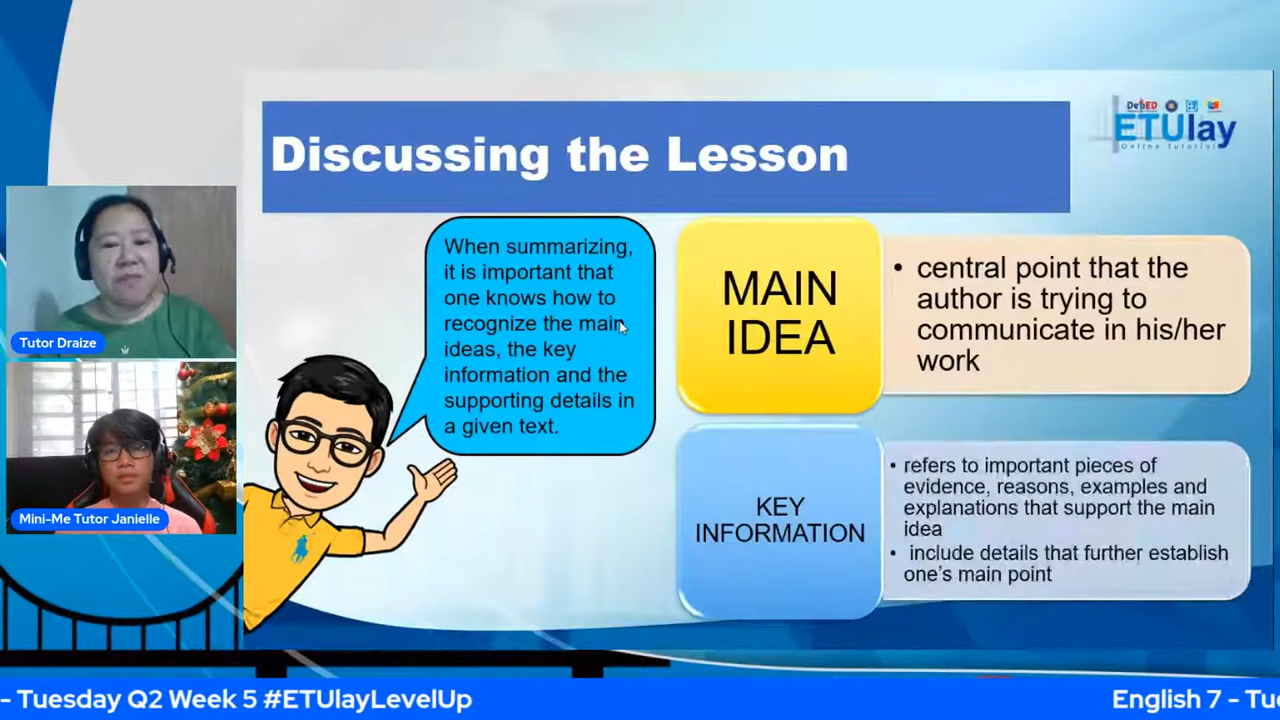 Discussing the Lesson
DepED
ETUlay
Online Tutorial
When summarizing,
it is important that
one knows how to
recognize the main
ideas, the key
information and the
supporting details in
a given text.
MAIN
IDEA
• central point that the
author is trying to
communicate in his/her
work
KEY
INFORMATION
• refers to important pieces of
evidence, reasons, examples and
explanations that support the main
idea
• include details that further establish
one's main point
Tutor Draize
Mini-Me Tutor Janielle
- Tuesday Q2 Week 5 #ETUlayLevelUp
English 7 - Tue